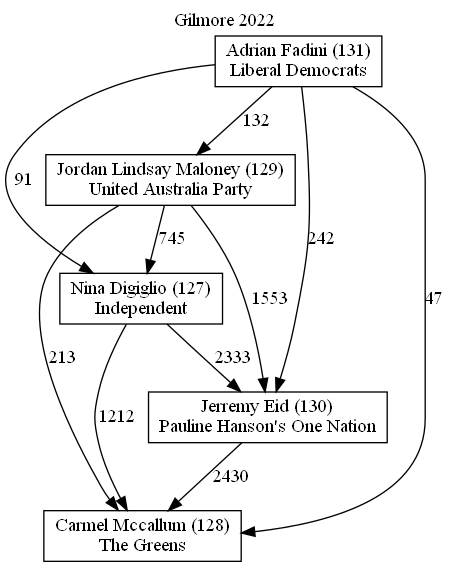 Gilmore 2022
Adrian Fadini (131)
Liberal Democrats
132
Jordan Lindsay Maloney (129)
United Australia Party
91
745
242
Nina Digiglio (127)
Independent
1553
47
213
1212
2333
Jerremy Eid (130)
Pauline Hanson's One Nation
2430
Carmel Mccallum (128)
The Greens